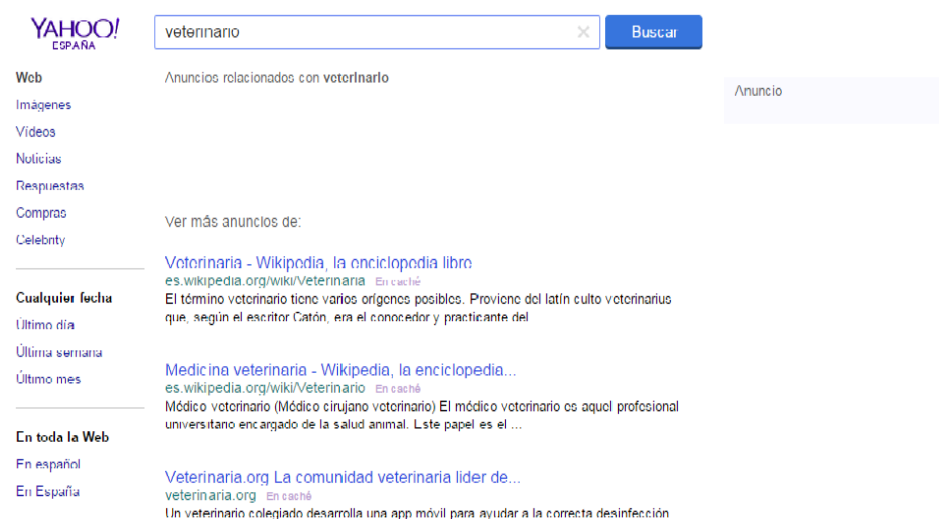 YAHOO!
ESPAÑA
veterinario
Buscar
Web
Imágenes
Vídeos
Noticias
Respuestas
Compras
Celebrity
Cualquier fecha
Último día
Última semana
Último mes
En toda la Web
En español
En España
Anuncios relacionados con veterinario
Ver más anuncios de:
Veterinaria - Wikipedia, la enciclopedia libre
es.wikipedia.org/wiki/Veterinaria En caché
El término veterinario tiene varios orígenes posibles. Proviene del latín culto veterinarius
que, según el escritor Catón, era el conocedor y practicante del
Medicina veterinaria - Wikipedia, la enciclopedia...
es.wikipedia.org/wiki/Veterinario En caché
Médico veterinario (Médico cirujano veterinario) El médico veterinario es aquel profesional
universitario encargado de la salud animal. Este papel es el ...
Veterinaria.org La comunidad veterinaria lider de...
veterinaria.org En caché
Un veterinario colegiado desarrolla una app móvil para ayudar a la correcta desinfección
Anuncio